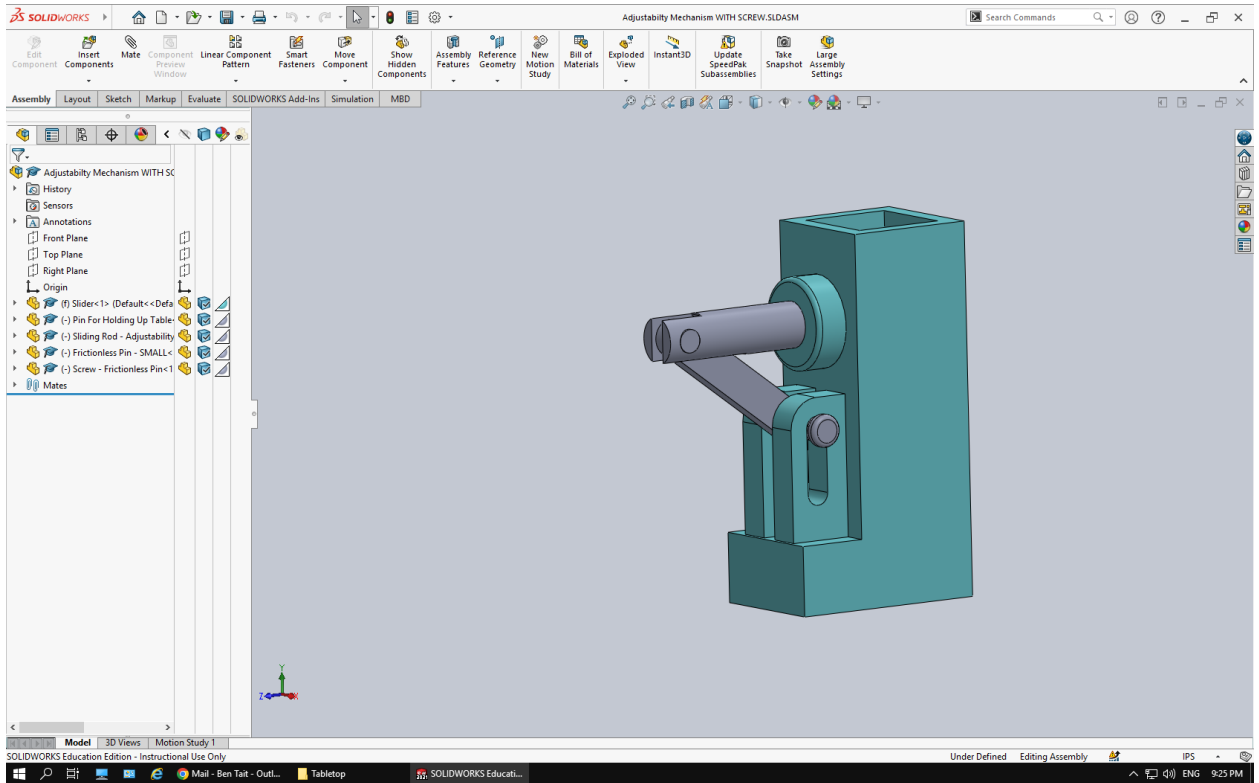 SOLIDWORKS
Adjustabilty Mechanism WITH SCREW.SLDASM
Search Commands
Edit Component
Insert Components
Mate
Component Preview Window
Linear Component Pattern
Smart Fasteners
Move Component
Show Hidden Components
Assembly Features
Reference Geometry
New Motion Study
Bill of Materials
Exploded View
Instant3D
Update SpeedPak Subassemblies
Take Snapshot
Large Assembly Settings
Assembly Layout Sketch Markup Evaluate SOLIDWORKS Add-Ins Simulation MBD
Adjustabilty Mechanism WITH SC
History
Sensors
A Annotations
Front Plane
Top Plane
Right Plane
Origin
(f) Slider<1> (Default<<Defa
(-) Pin For Holding Up Table
(-) Sliding Rod - Adjustability
(-) Frictionless Pin - SMALL<
(-) Screw - Frictionless Pin<1
Mates
Y
Z X
Model 3D Views Motion Study 1
SOLIDWORKS Education Edition - Instructional Use Only
Under Defined Editing Assembly IPS
Mail - Ben Tait - Outl... Tabletop SOLIDWORKS Educati...
ENG 9:25 PM